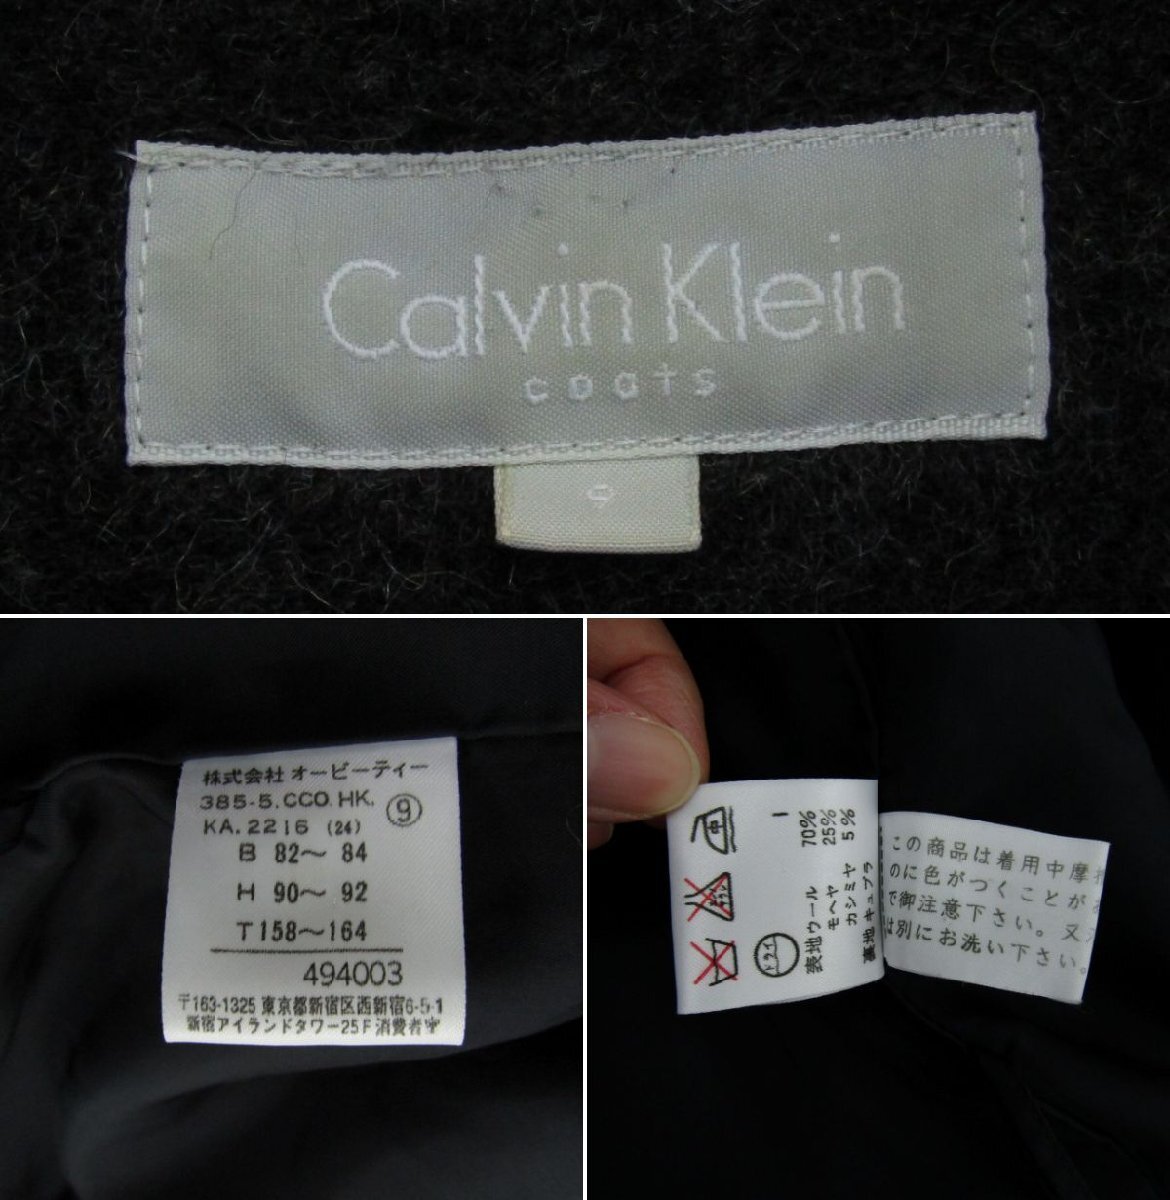 Calvin Klein
coats
9
株式会社 オービーティー
385-5.CCO.HK. ⑨
KA.2216 (24)
B 82〜 84
H 90〜 92
T 158〜164
494003
〒163-1325 東京都新宿区西新宿6-5-1
新宿アイランドタワー25F 消費者
ドライ
表地 ウール 70%
モヘヤ 25%
カシミヤ 5%
裏地 キュプラ
この商品は着用中摩
のに色がつくことが
で御注意下さい。又
は別にお洗い下さい。